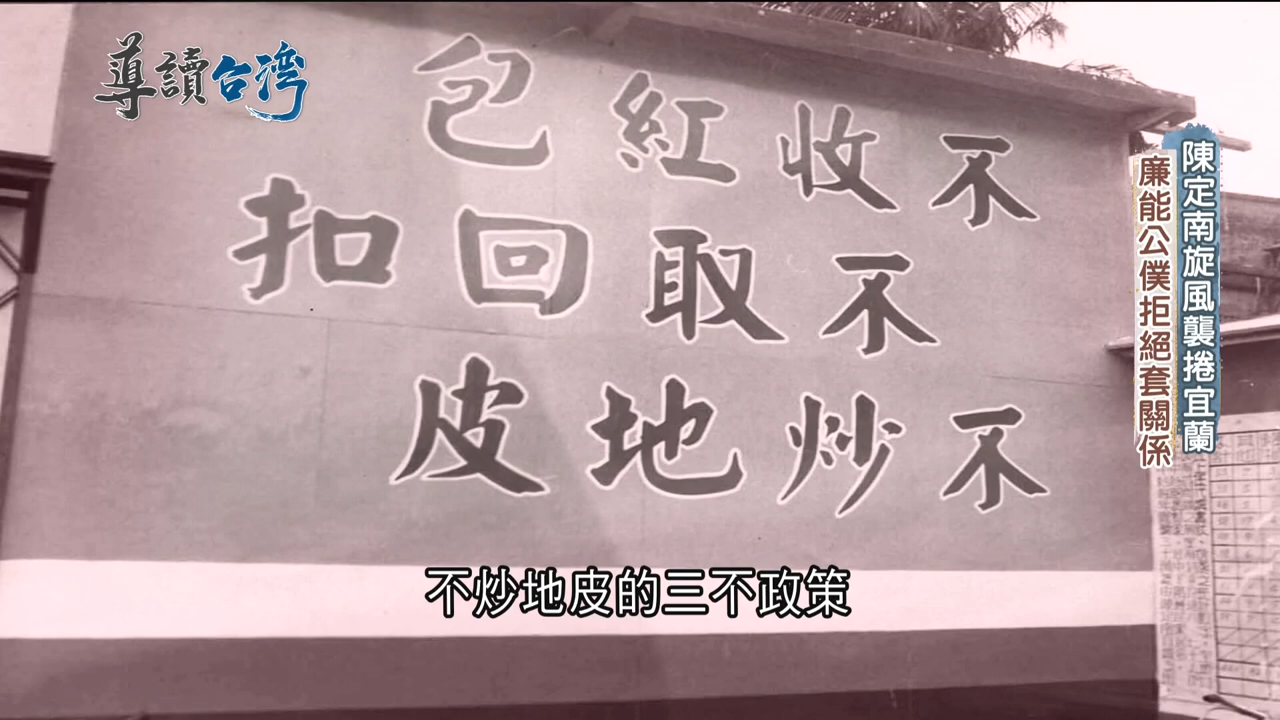 導讀台灣
不收紅包
不取回扣
不炒地皮
陳定南旋風襲捲宜蘭
廉能公僕拒絕套關係
不炒地皮的三不政策